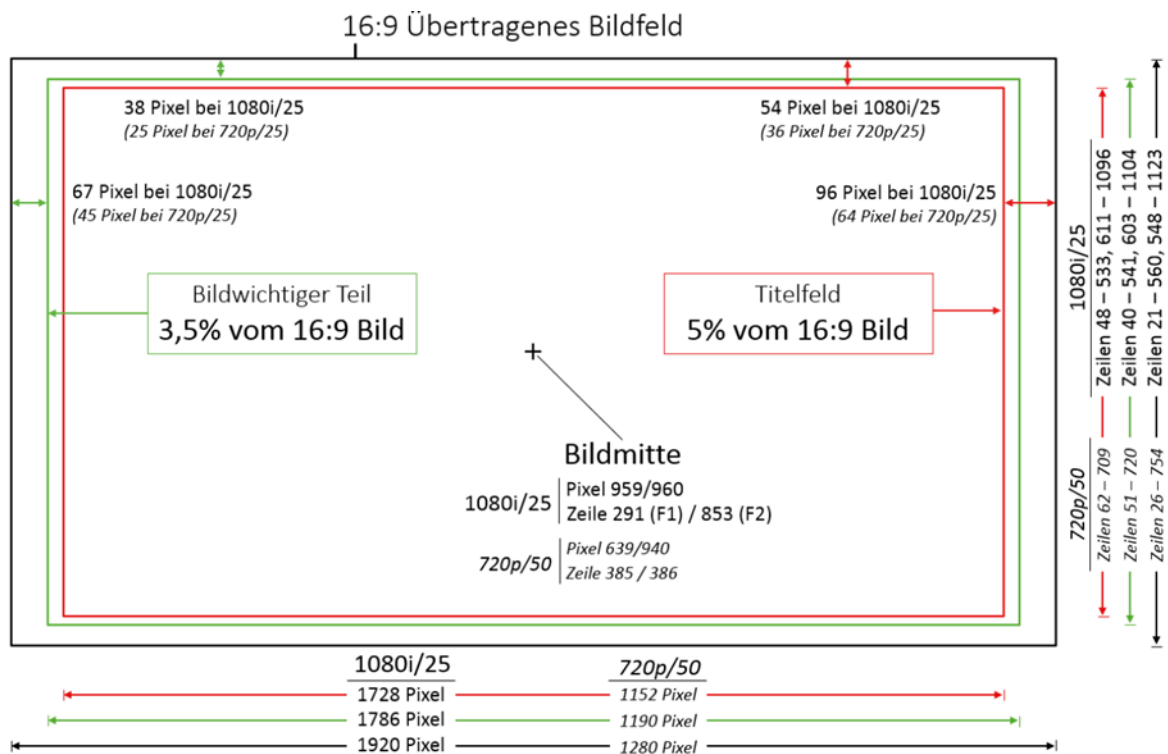 16:9 Übertragenes Bildfeld
38 Pixel bei 1080i/25
(25 Pixel bei 720p/25)
54 Pixel bei 1080i/25
(36 Pixel bei 720p/25)
67 Pixel bei 1080i/25
(45 Pixel bei 720p/25)
96 Pixel bei 1080i/25
(64 Pixel bei 720p/25)
Bildwichtiger Teil
3,5% vom 16:9 Bild
Titelfeld
5% vom 16:9 Bild
Bildmitte
1080i/25
Pixel 959/960
Zeile 291 (F1) / 853 (F2)
720p/50
Pixel 639/940
Zeile 385 / 386
1080i/25
Zeilen 48 – 533, 611 – 1096
Zeilen 40 – 541, 603 – 1104
Zeilen 21 – 560, 548 – 1123
720p/50
Zeilen 62 – 709
Zeilen 51 – 720
Zeilen 26 – 754
1080i/25
720p/50
1728 Pixel
1152 Pixel
1786 Pixel
1190 Pixel
1920 Pixel
1280 Pixel